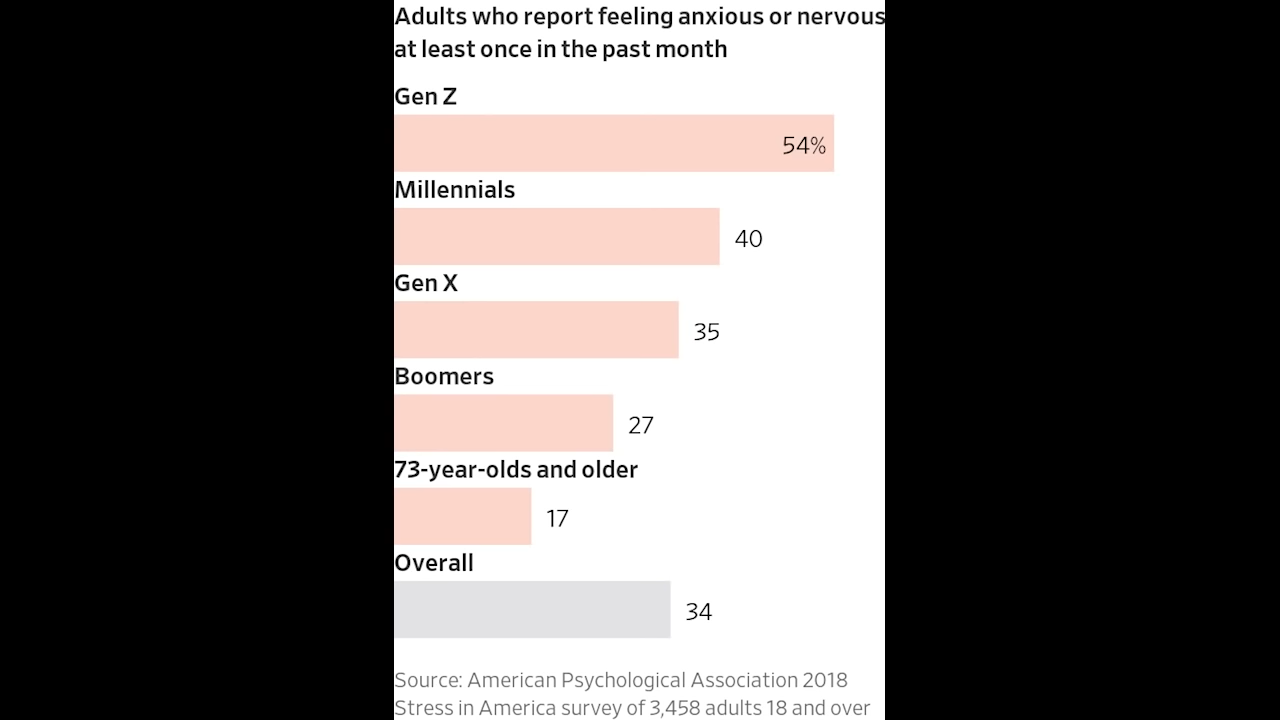 Adults who report feeling anxious or nervous
at least once in the past month
Gen Z
54%
Millennials
40
Gen X
35
Boomers
27
73-year-olds and older
17
Overall
34
Source: American Psychological Association 2018
Stress in America survey of 3,458 adults 18 and over